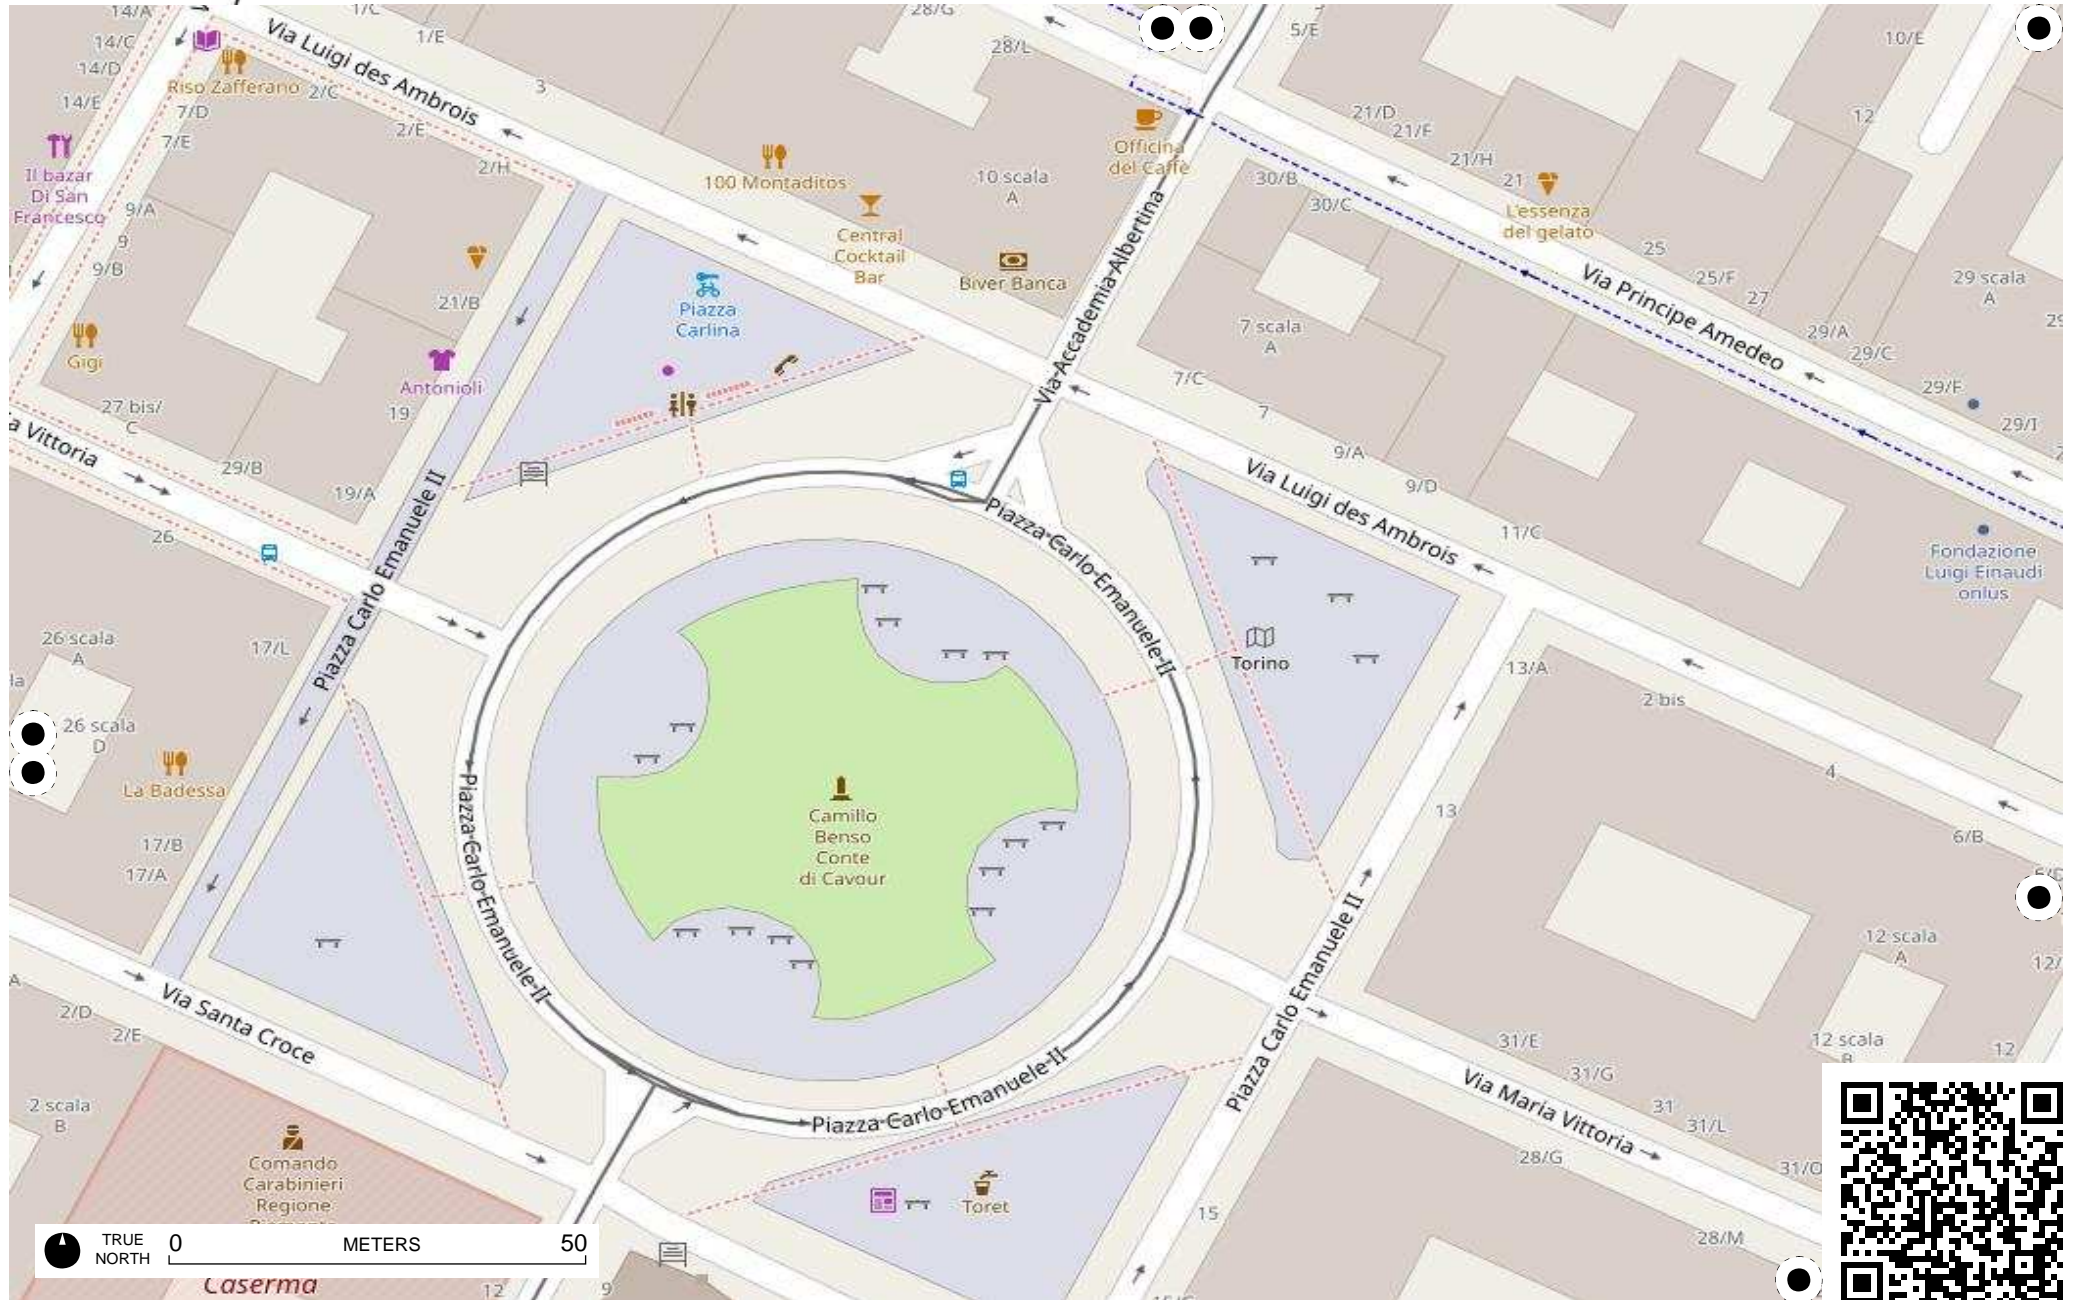 14/A
1/C
28/G
5/E
10/E
14/C
1/E
28/L
14/D
Via Luigi des Ambrois
Riso Zafferano
2/C
3
14/E
7/D
2/E
Officina
del Caffè
21/D
21/F
12
7/E
2/H
100 Montaditos
10 scala
A
21/H
30/B
21
Il bazar
Di San
Francesco
9/A
30/C
L'essenza
del gelato
9
9/B
Central
Cocktail
Bar
Biver Banca
Via Accademia Albertina
25
25/F
27
29 scala
A
Via Principe Amedeo
21/B
Piazza
Carlina
7 scala
A
29/A
29/C
Gigi
Antonioli
7/C
29/F
27 bis/
C
19
7
29/I
a Vittoria
29/B
19/A
9/A
9/D
Via Luigi des Ambrois
11/C
26
Piazza Carlo Emanuele II
Piazza Carlo Emanuele II
Fondazione
Luigi Einaudi
onlus
26 scala
A
17/L
Torino
13/A
2 bis
26 scala
D
La Badessa
4
Piazza Carlo Emanuele II
Camillo
Benso
Conte
di Cavour
13
6/B
17/B
17/A
12 scala
A
12/
Via Santa Croce
2/D
2/E
Piazza Carlo Emanuele II
31/E
12 scala
B
12
31/G
Via Maria Vittoria
Piazza Carlo Emanuele II
2 scala
B
31
31/L
28/G
31/O
Comando
Carabinieri
Regione
Toret
15
28/M
TRUE
NORTH
0
METERS
50
Caserma
12
9